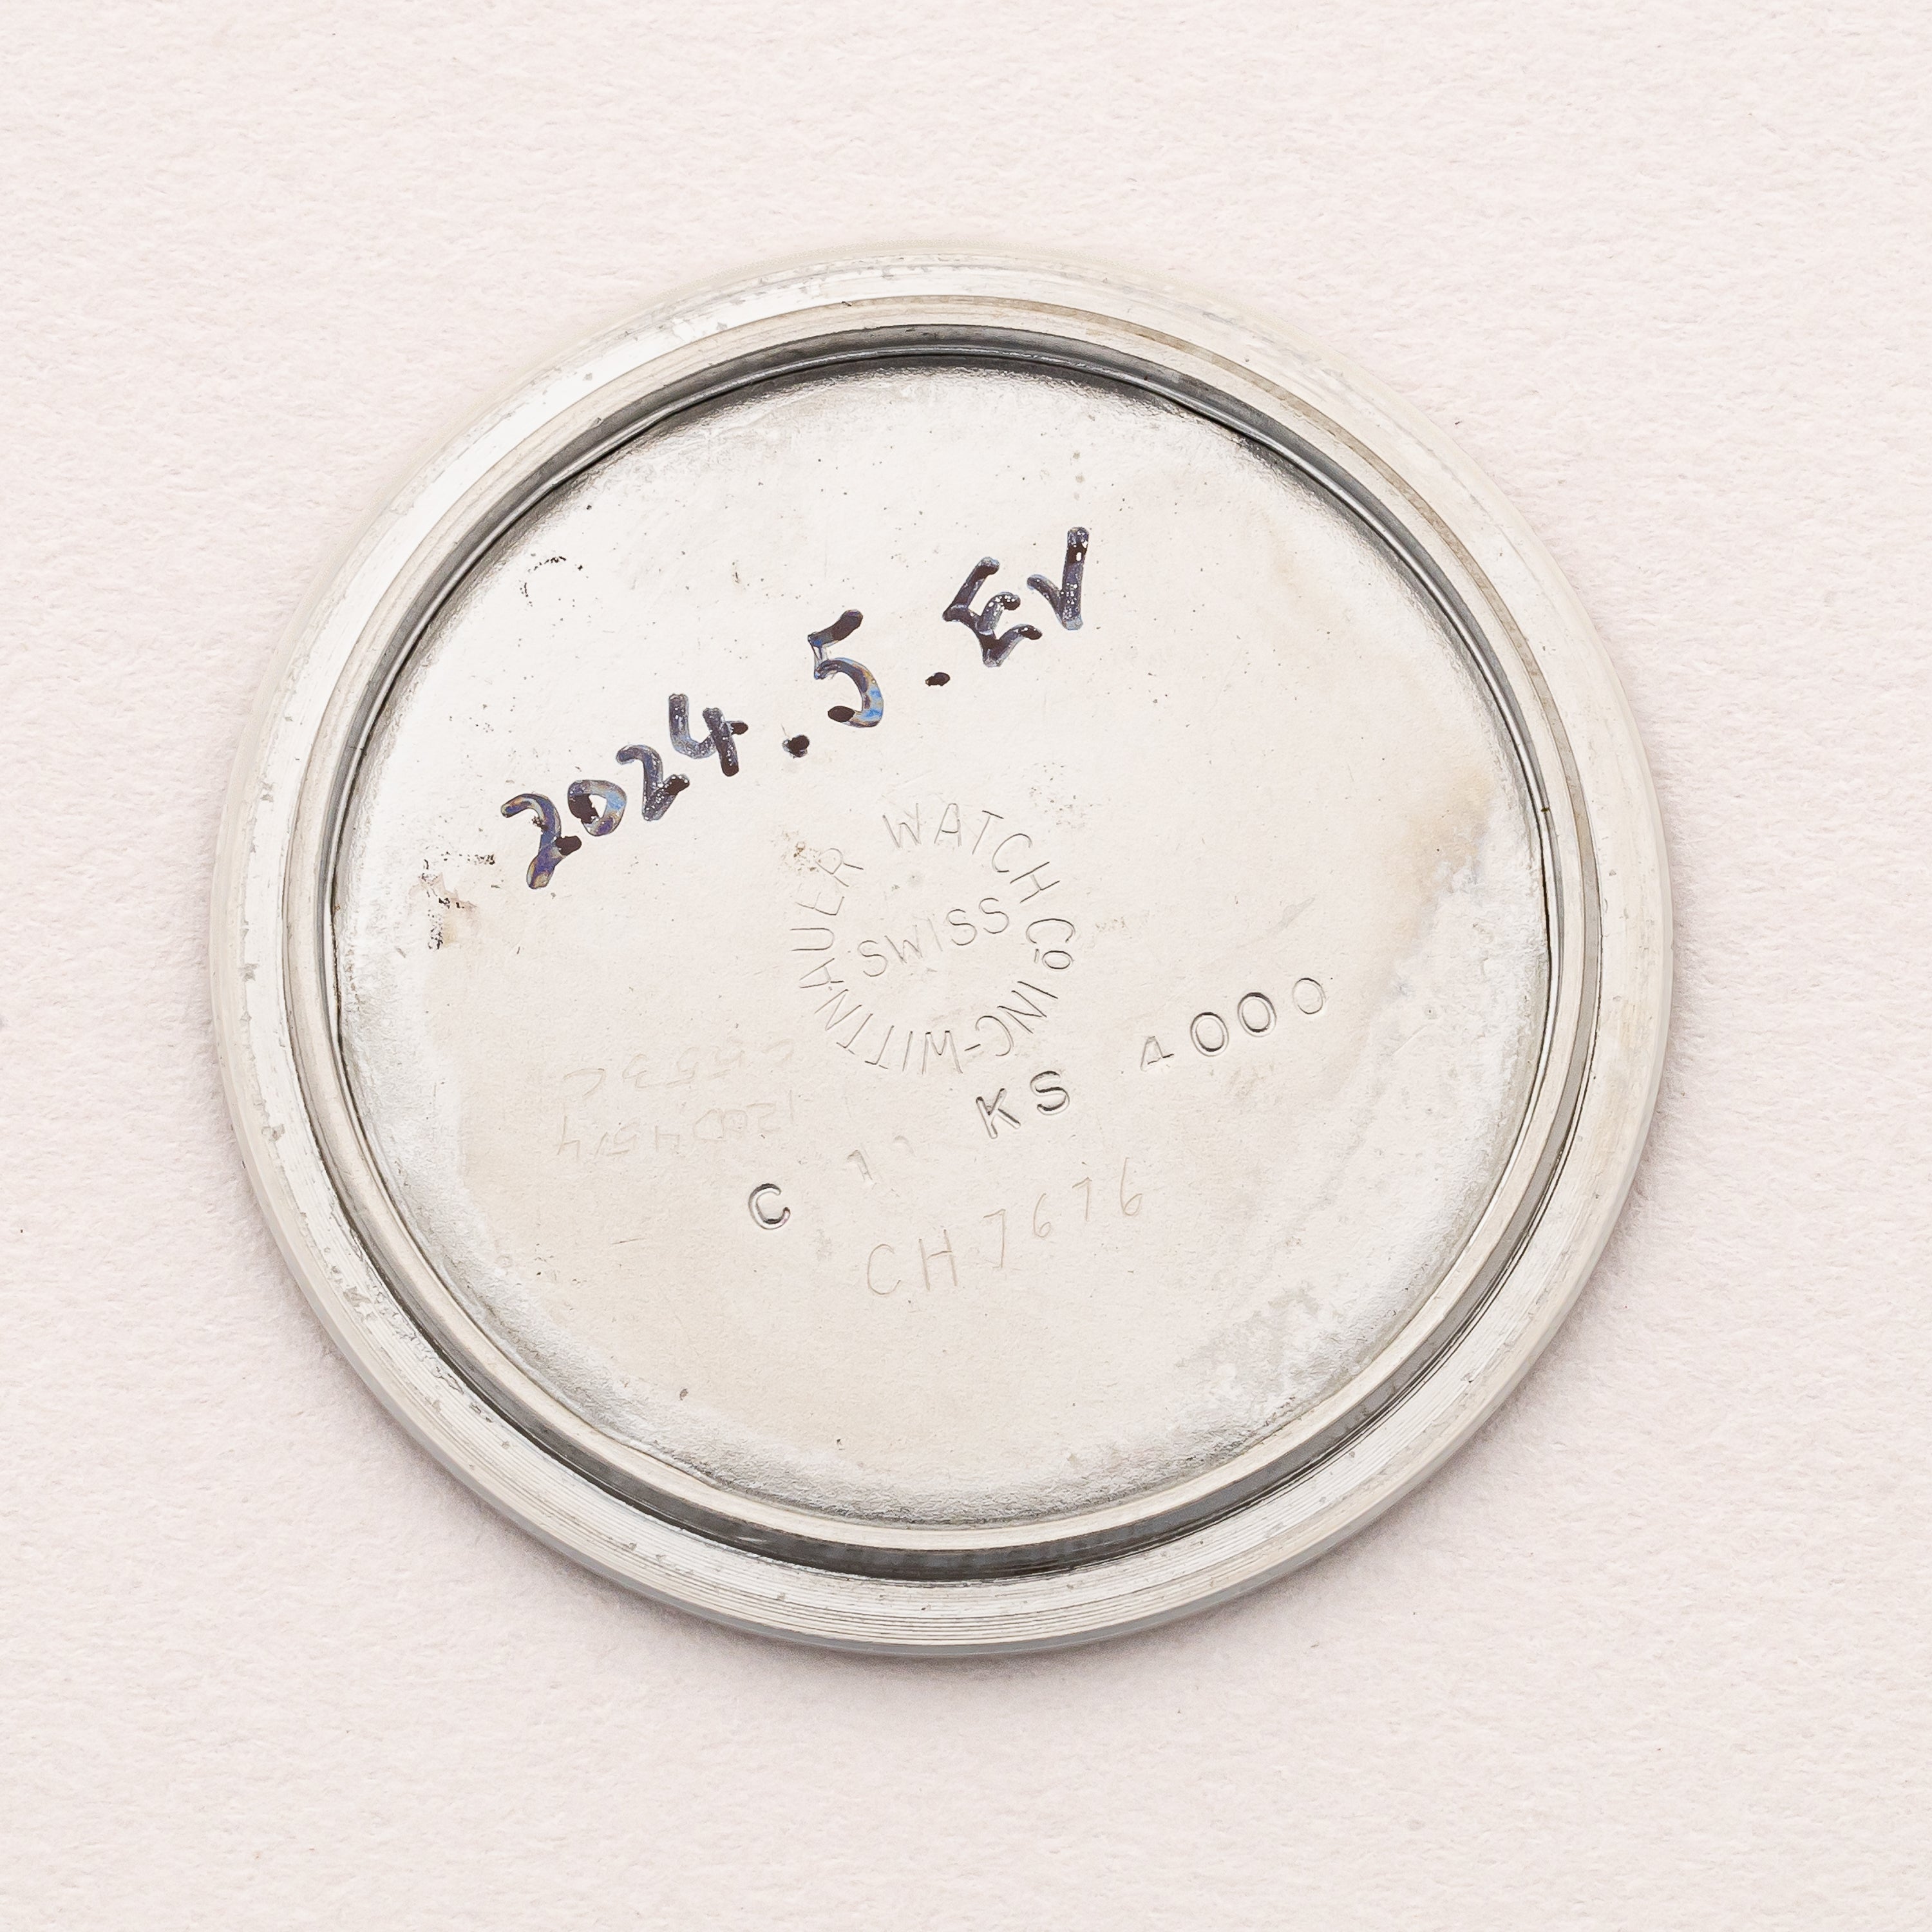 2024.5.EV
WITTNAUER WATCH Co INC-
SWISS
KS 4000
C
CH7676